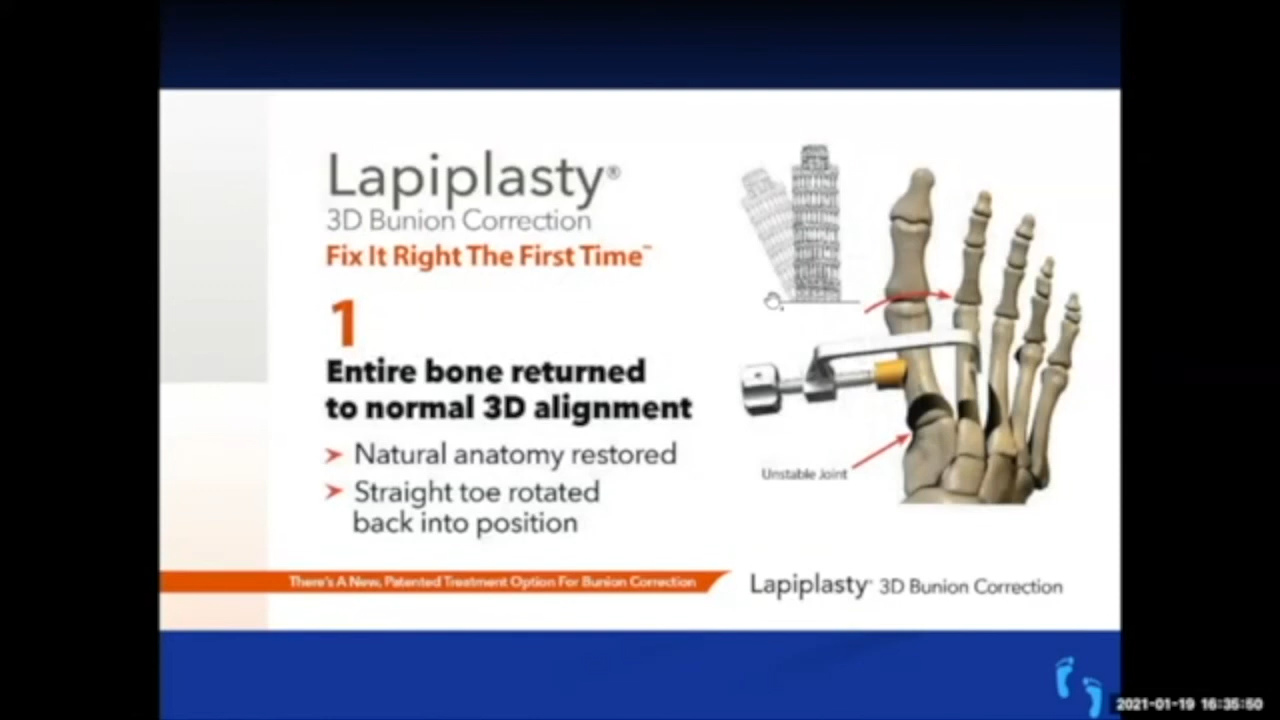 Lapiplasty®
3D Bunion Correction
Fix It Right The First Time™
1
Entire bone returned
to normal 3D alignment
➤ Natural anatomy restored
➤ Straight toe rotated
back into position
Unstable Joint
There's A New, Patented Treatment Option For Bunion Correction
Lapiplasty® 3D Bunion Correction
2021-01-19 16:35:50